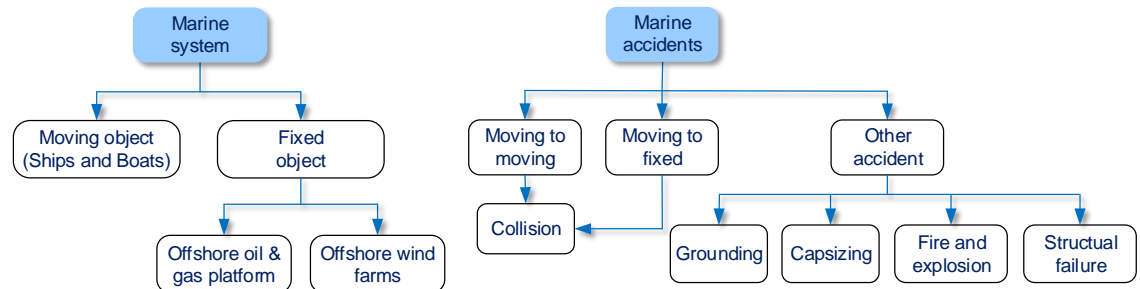 Marine
system
Marine
accidents
Moving object
(Ships and Boats)
Fixed
object
Moving to
moving
Moving to
fixed
Other
accident
Offshore oil &
gas platform
Offshore wind
farms
Collision
Grounding
Capsizing
Fire and
explosion
Structual
failure